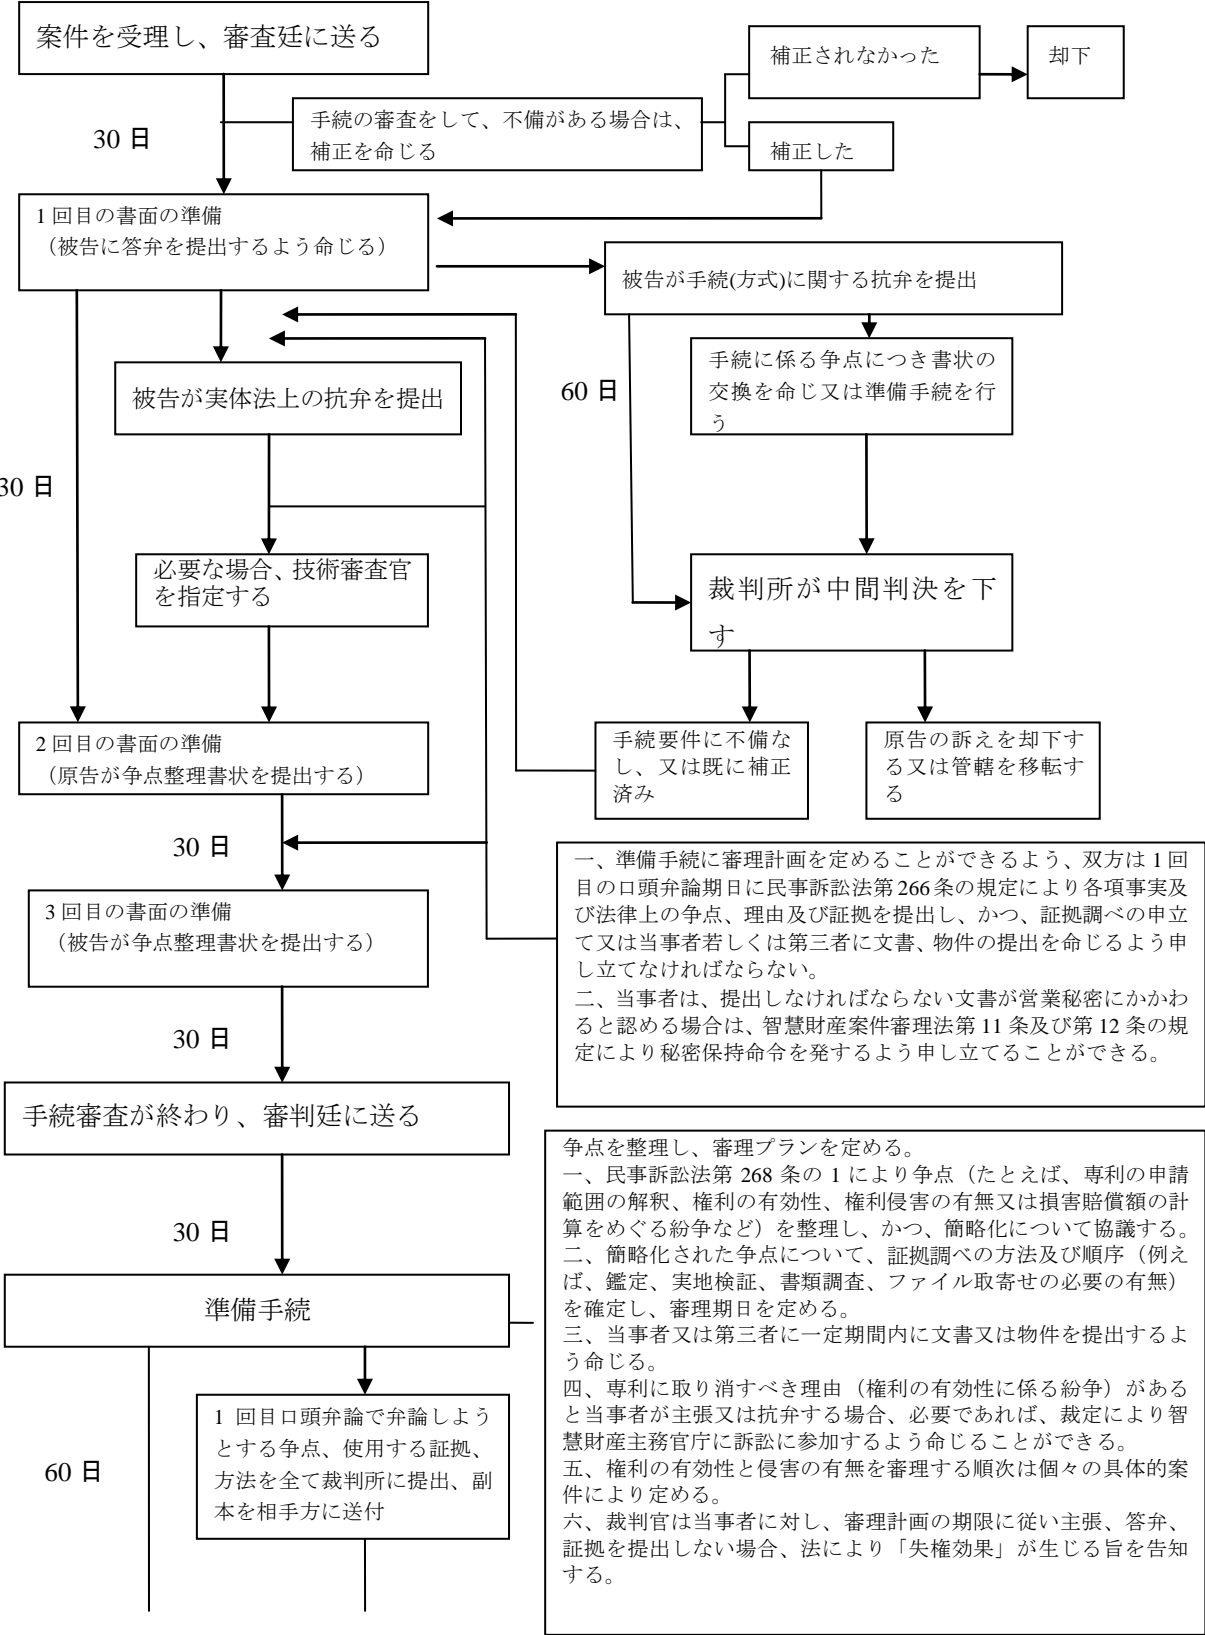 案件を受理し、審査廷に送る
補正されなかった
却下
手続の審査をして、不備がある場合は、
補正を命じる
30 日
補正した
1 回目の書面の準備
（被告に答弁を提出するよう命じる）
被告が手続(方式)に関する抗弁を提出
手続に係る争点につき書状の
交換を命じ又は準備手続を行
う
60 日
被告が実体法上の抗弁を提出
30 日
必要な場合、技術審査官
を指定する
裁判所が中間判決を下
す
2 回目の書面の準備
（原告が争点整理書状を提出する）
手続要件に不備な
し、又は既に補正
済み
原告の訴えを却下す
る又は管轄を移転す
る
30 日
一、準備手続に審理計画を定めることができるよう、双方は 1 回
目の口頭弁論期日に民事訴訟法第 266 条の規定により各項事実及
び法律上の争点、理由及び証拠を提出し、かつ、証拠調べの申立
て又は当事者若しくは第三者に文書、物件の提出を命じるよう申
し立てなければならない。
二、当事者は、提出しなければならない文書が営業秘密にかかわ
ると認める場合は、智慧財産案件審理法第 11 条及び第 12 条の規
定により秘密保持命令を発するよう申し立てることができる。
3 回目の書面の準備
（被告が争点整理書状を提出する）
30 日
手続審査が終わり、審判廷に送る
30 日
準備手続
争点を整理し、審理プランを定める。
一、民事訴訟法第 268 条の 1 により争点（たとえば、専利の申請
範囲の解釈、権利の有効性、権利侵害の有無又は損害賠償額の計
算をめぐる紛争など）を整理し、かつ、簡略化について協議する。
二、簡略化された争点について、証拠調べの方法及び順序（例え
ば、鑑定、実地検証、書類調査、ファイル取寄せの必要の有無）
を確定し、審理期日を定める。
三、当事者又は第三者に一定期間内に文書又は物件を提出するよ
う命じる。
四、専利に取り消すべき理由（権利の有効性に係る紛争）がある
と当事者が主張又は抗弁する場合、必要であれば、裁定により智
慧財産主務官庁に訴訟に参加するよう命じることができる。
五、権利の有効性と侵害の有無を審理する順次は個々の具体的案
件により定める。
六、裁判官は当事者に対し、審理計画の期限に従い主張、答弁、
証拠を提出しない場合、法により「失権効果」が生じる旨を告知
する。
60 日
1 回目口頭弁論で弁論しよう
とする争点、使用する証拠、
方法を全て裁判所に提出、副
本を相手方に送付